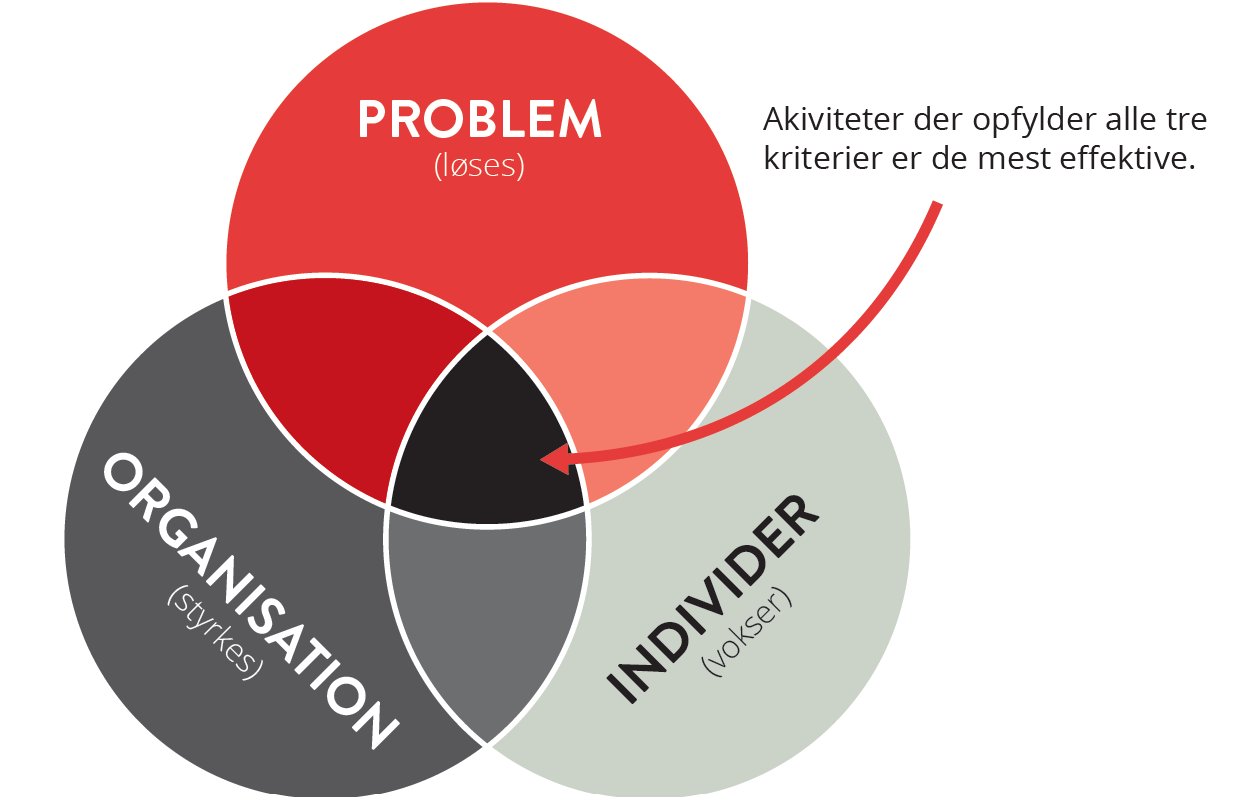 PROBLEM
(løses)
Akiviteter der opfylder alle tre
kriterier er de mest effektive.
ORGANISATION
(styrkes)
INDIVIDER
(vokser)